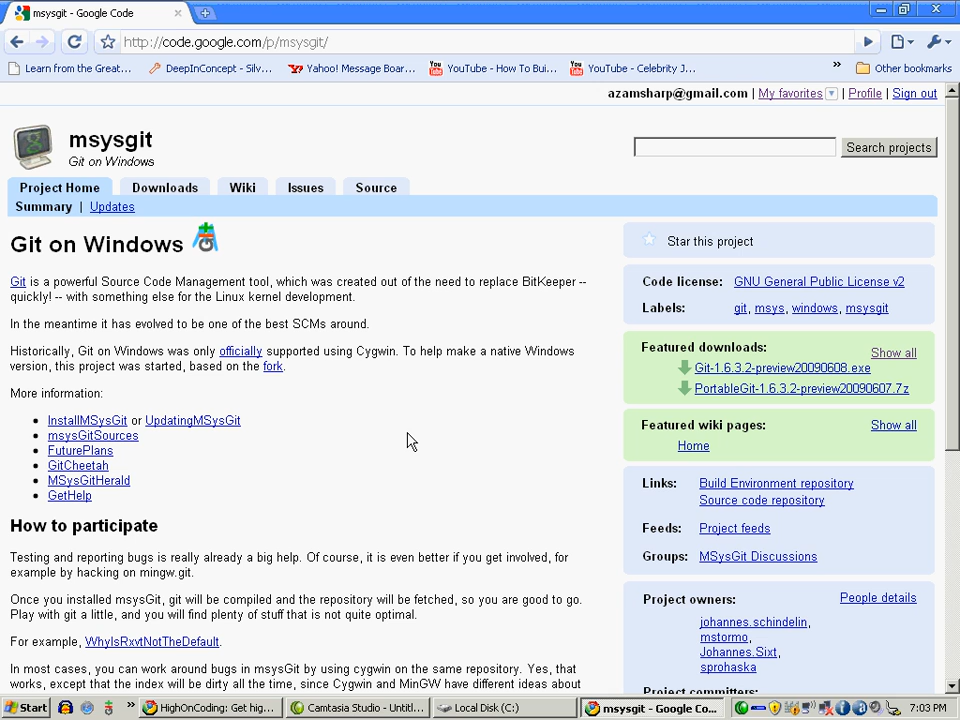 msysgit - Google Code
http://code.google.com/p/msysgit/
Learn from the Great...
DeepInConcept - Silv...
Yahoo! Message Boar...
YouTube - How To Bui...
YouTube - Celebrity J...
»
Other bookmarks
azamsharp@gmail.com | My favorites | Profile | Sign out
msysgit
Git on Windows
Search projects
Project Home
Downloads
Wiki
Issues
Source
Summary | Updates
Git on Windows
Git is a powerful Source Code Management tool, which was created out of the need to replace BitKeeper --
quickly! -- with something else for the Linux kernel development.
In the meantime it has evolved to be one of the best SCMs around.
Historically, Git on Windows was only officially supported using Cygwin. To help make a native Windows
version, this project was started, based on the fork.
More information:
InstallMSysGit or UpdatingMSysGit
msysGitSources
FuturePlans
GitCheetah
MSysGitHerald
GetHelp
How to participate
Testing and reporting bugs is really already a big help. Of course, it is even better if you get involved, for
example by hacking on mingw.git.
Once you installed msysGit, git will be compiled and the repository will be fetched, so you are good to go.
Play with git a little, and you will find plenty of stuff that is not quite optimal.
For example, WhyIsRxvtNotTheDefault.
In most cases, you can work around bugs in msysGit by using cygwin on the same repository. Yes, that
works, except that the index will be dirty all the time, since Cygwin and MinGW have different ideas about
Star this project
Code license: GNU General Public License v2
Labels: git, msys, windows, msysgit
Featured downloads: Show all
Git-1.6.3.2-preview20090608.exe
PortableGit-1.6.3.2-preview20090607.7z
Featured wiki pages: Show all
Home
Links: Build Environment repository
Source code repository
Feeds: Project feeds
Groups: MSysGit Discussions
Project owners: People details
johannes.schindelin,
mstormo,
Johannes.Sixt,
sprohaska
Project committers:
Start
»
HighOnCoding: Get hig...
Camtasia Studio - Untitl...
Local Disk (C:)
msysgit - Google Co...
7:03 PM